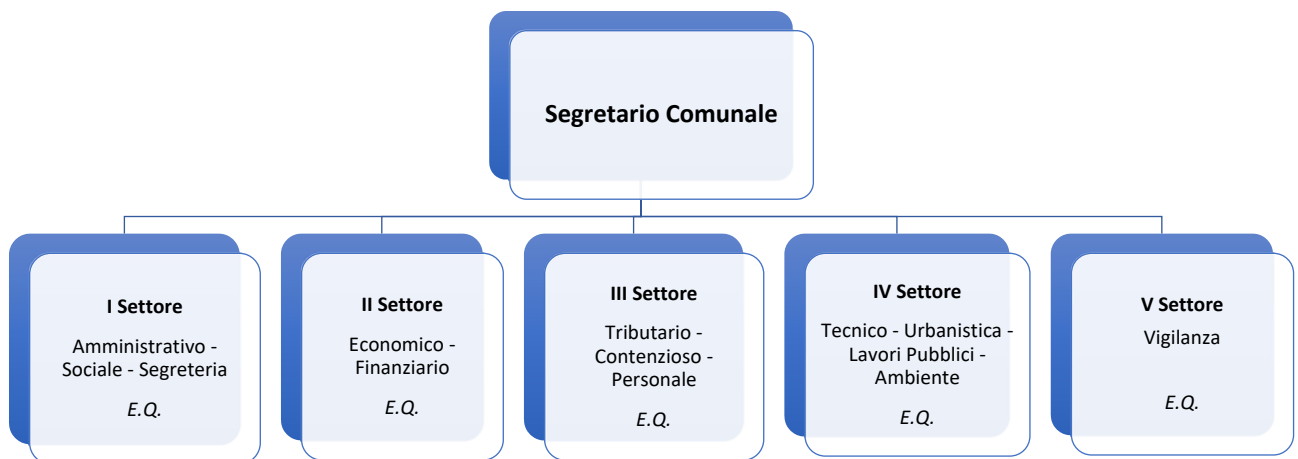 Segretario Comunale
I Settore
Amministrativo -
Sociale - Segreteria
E.Q.
II Settore
Economico -
Finanziario
E.Q.
III Settore
Tributario -
Contenzioso -
Personale
E.Q.
IV Settore
Tecnico - Urbanistica -
Lavori Pubblici -
Ambiente
E.Q.
V Settore
Vigilanza
E.Q.